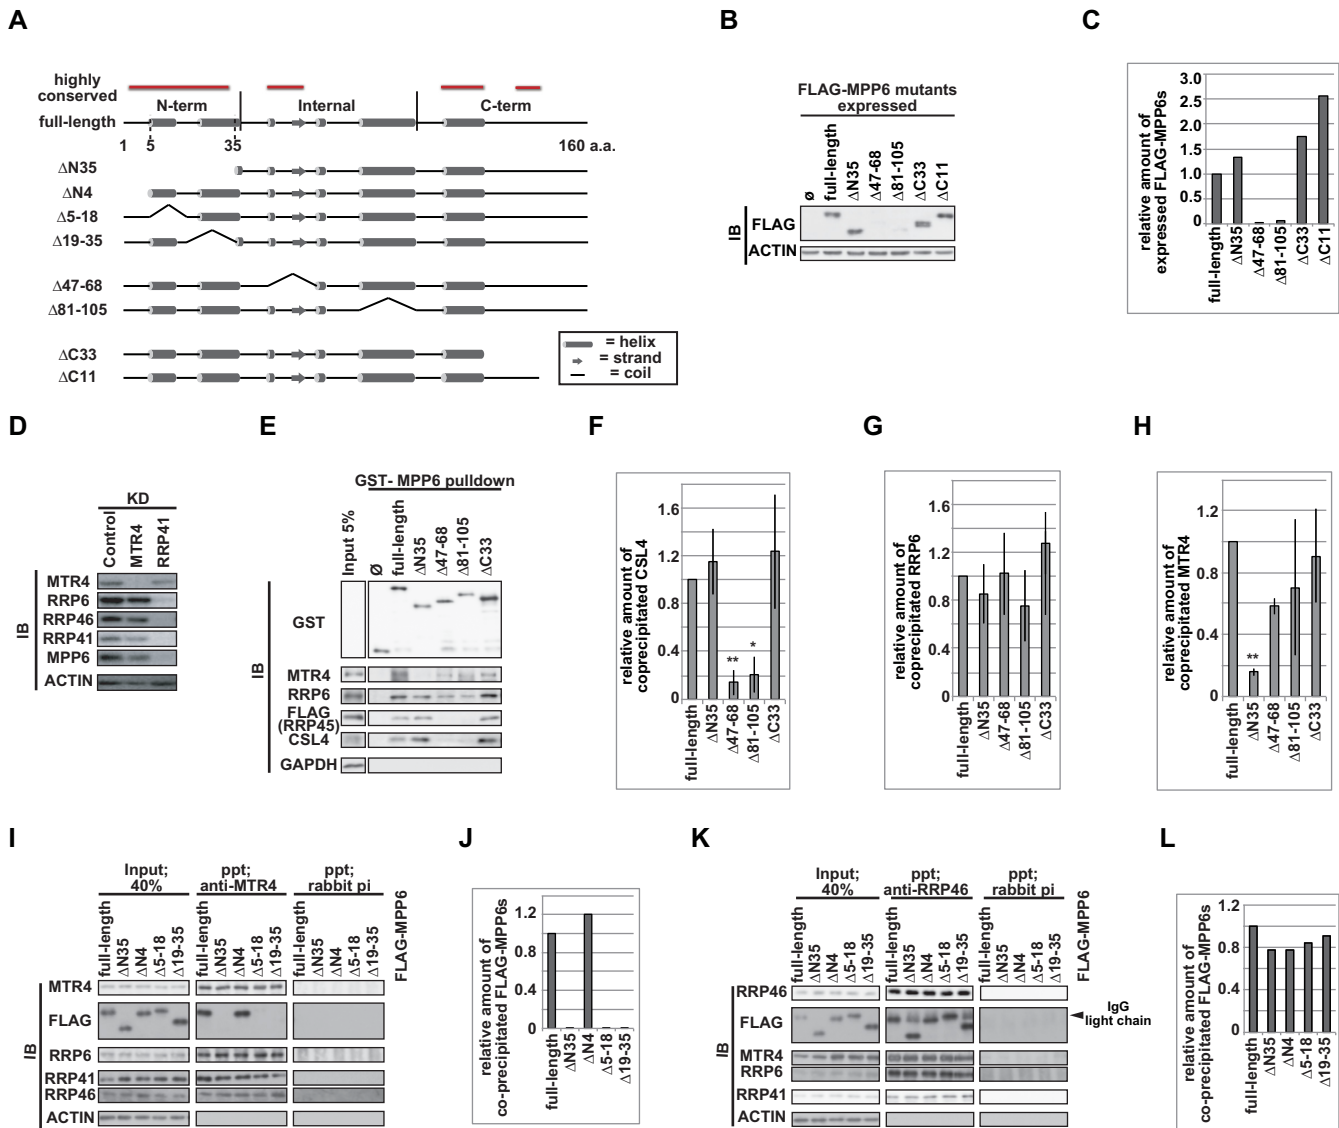 A
highly
conserved
N-term
Internal
C-term
full-length
1
5
35
160 a.a.
ΔN35
ΔN4
Δ5-18
Δ19-35
Δ47-68
Δ81-105
ΔC33
ΔC11
= helix
= strand
= coil
B
FLAG-MPP6 mutants
expressed
ø
full-length
ΔN35
Δ47-68
Δ81-105
ΔC33
ΔC11
IB
FLAG
ACTIN
C
relative amount of
expressed FLAG-MPP6s
3.0
2.5
2.0
1.5
1.0
0.5
0
full-length
ΔN35
Δ47-68
Δ81-105
ΔC33
ΔC11
D
KD
Control
MTR4
RRP41
IB
MTR4
RRP6
RRP46
RRP41
MPP6
ACTIN
E
GST- MPP6 pulldown
Input 5%
Ø
full-length
ΔN35
Δ47-68
Δ81-105
ΔC33
IB
GST
MTR4
RRP6
FLAG
(RRP45)
CSL4
GAPDH
F
relative amount of
coprecipitated CSL4
1.6
1.2
0.8
0.4
0
**
*
full-length
ΔN35
Δ47-68
Δ81-105
ΔC33
G
relative amount of
coprecipitated RRP6
1.6
1.2
0.8
0.4
0
full-length
ΔN35
Δ47-68
Δ81-105
ΔC33
H
relative amount of
coprecipitated MTR4
1.2
0.8
0.4
0
**
full-length
ΔN35
Δ47-68
Δ81-105
ΔC33
I
Input;
40%
ppt;
anti-MTR4
ppt;
rabbit pi
full-length
ΔN35
ΔN4
Δ5-18
Δ19-35
full-length
ΔN35
ΔN4
Δ5-18
Δ19-35
full-length
ΔN35
ΔN4
Δ5-18
Δ19-35
FLAG-MPP6
IB
MTR4
FLAG
RRP6
RRP41
RRP46
ACTIN
J
relative amount of
co-precipitated FLAG-MPP6s
1.2
0.8
0.4
0
full-length
ΔN35
ΔN4
Δ5-18
Δ19-35
K
Input;
40%
ppt;
anti-RRP46
ppt;
rabbit pi
full-length
ΔN35
ΔN4
Δ5-18
Δ19-35
full-length
ΔN35
ΔN4
Δ5-18
Δ19-35
full-length
ΔN35
ΔN4
Δ5-18
Δ19-35
FLAG-MPP6
IB
RRP46
FLAG
MTR4
RRP6
RRP41
ACTIN
IgG
light chain
L
relative amount of
co-precipitated FLAG-MPP6s
1.2
0.8
0.4
0
full-length
ΔN35
ΔN4
Δ5-18
Δ19-35